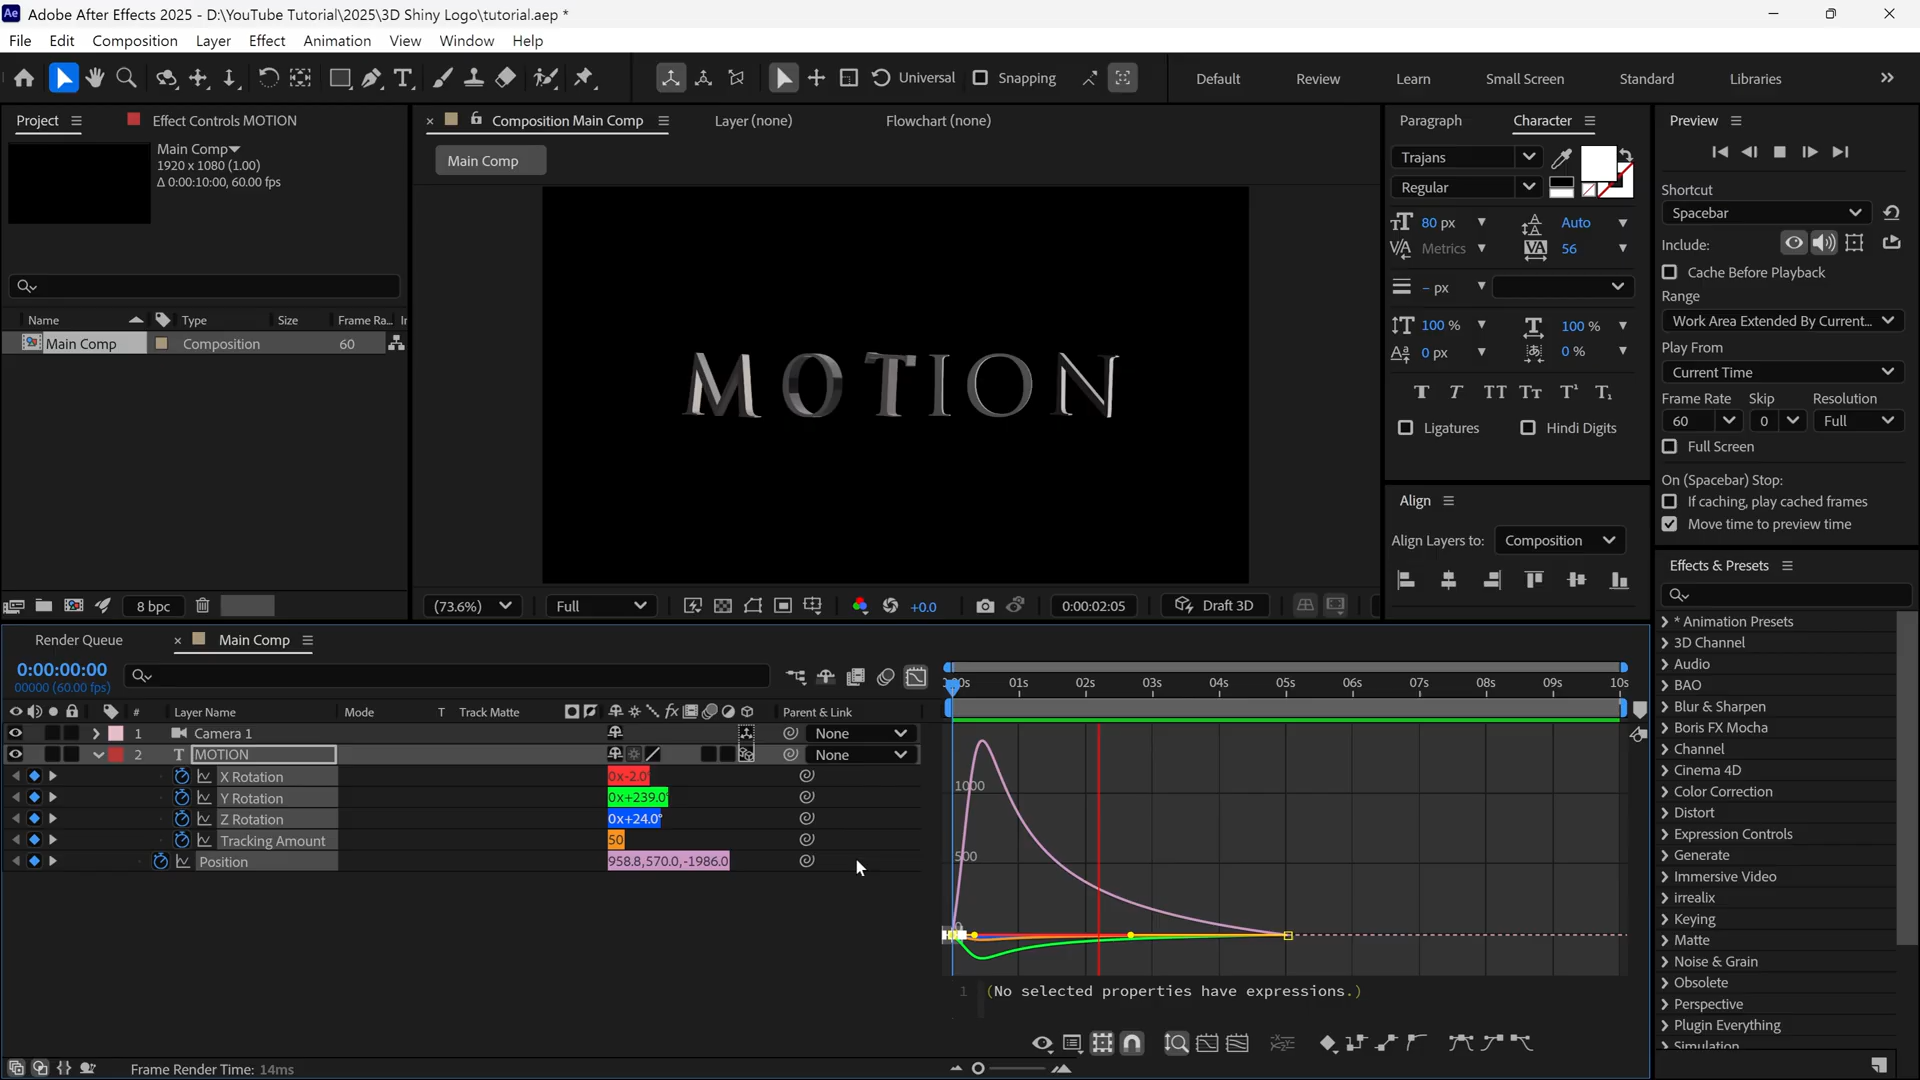 Adobe After Effects 2025 - D:\YouTube Tutorial\2025\3D Shiny Logo\tutorial.aep *
File Edit Composition Layer Effect Animation View Window Help
Universal Snapping Default Review Learn Small Screen Standard Libraries
Project Effect Controls MOTION
Main Comp
1920 x 1080 (1.00)
Δ 0:00:10:00, 60.00 fps
Name Type Size Frame Ra...
Main Comp Composition 60
8 bpc
Composition Main Comp Layer (none) Flowchart (none)
Main Comp
MOTION
(73.6%) Full +0.0 0:00:02:05 Draft 3D
Paragraph Character
Trajans
Regular
80 px Auto
Metrics 56
- px
100 % 100 %
0 px 0 %
T T TT Tт T¹ T₁
Ligatures Hindi Digits
Align
Align Layers to: Composition
Preview
Shortcut
Spacebar
Include:
Cache Before Playback
Range
Work Area Extended By Current...
Play From
Current Time
Frame Rate Skip Resolution
60 0 Full
Full Screen
On (Spacebar) Stop:
If caching, play cached frames
Move time to preview time
Effects & Presets
* Animation Presets
3D Channel
Audio
BAO
Blur & Sharpen
Boris FX Mocha
Channel
Cinema 4D
Color Correction
Distort
Expression Controls
Generate
Immersive Video
irrealix
Keying
Matte
Noise & Grain
Obsolete
Perspective
Plugin Everything
Simulation
Render Queue Main Comp
0:00:00:00
00000 (60.00 fps)
# Layer Name Mode T Track Matte fx Parent & Link
1 Camera 1 None
2 T MOTION None
X Rotation 0x-2.0°
Y Rotation 0x+239.0°
Z Rotation 0x+24.0°
Tracking Amount 50
Position 958.8,570.0,-1986.0
01s 02s 03s 04s 05s 06s 07s 08s 09s 10s
1000
500
1 (No selected properties have expressions.)
Frame Render Time: 14ms